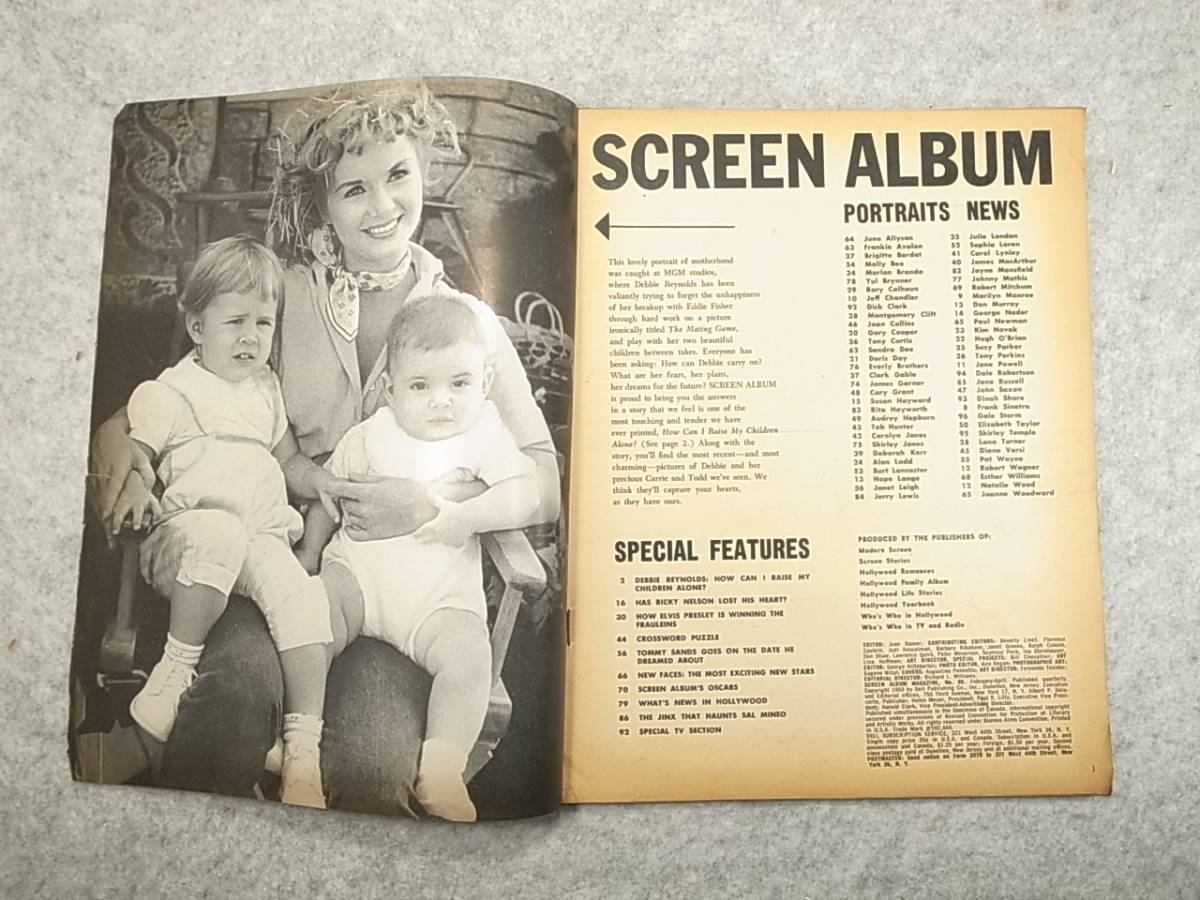 SCREEN ALBUM
This lovely portrait of motherhood
was caught at MGM studios,
where Debbie Reynolds has been
valiantly trying to forget the unhappiness
of her breakup with Eddie Fisher
through hard work on a picture
ironically titled The Mating Game,
and play with her two beautiful
children between takes. Everyone has
been asking: How can Debbie carry on?
What are her fears, her plans,
her dreams for the future? SCREEN ALBUM
is proud to bring you the answers
in a story that we feel is one of the
most touching and tender we have
ever printed, How Can I Raise My Children
Alone? (See page 2.) Along with the
story, you'll find the most recent—and most
charming—pictures of Debbie and her
precious Carrie and Todd we've seen. We
think they'll capture your hearts,
as they have ours.
SPECIAL FEATURES
2 DEBBIE REYNOLDS: HOW CAN I RAISE MY
CHILDREN ALONE?
16 HAS RICKY NELSON LOST HIS HEART?
30 HOW ELVIS PRESLEY IS WINNING THE
FRAULEINS
44 CROSSWORD PUZZLE
56 TOMMY SANDS GOES ON THE DATE HE
DREAMED ABOUT
66 NEW FACES: THE MOST EXCITING NEW STARS
70 SCREEN ALBUM'S OSCARS
79 WHAT'S NEWS IN HOLLYWOOD
86 THE JINX THAT HAUNTS SAL MINEO
92 SPECIAL TV SECTION
PORTRAITS NEWS
64 June Allyson
63 Frankie Avalon
27 Brigitte Bardot
54 Molly Bee
34 Marlon Brando
78 Yul Brynner
29 Rory Calhoun
10 Jeff Chandler
92 Dick Clark
38 Montgomery Clift
46 Joan Collins
20 Gary Cooper
36 Tony Curtis
62 Sandra Dee
21 Doris Day
76 Everly Brothers
37 Clark Gable
74 James Garner
48 Cary Grant
15 Susan Hayward
83 Rita Hayworth
49 Audrey Hepburn
43 Tab Hunter
42 Carolyn Jones
75 Shirley Jones
39 Deborah Kerr
24 Alan Ladd
53 Burt Lancaster
13 Hope Lange
36 Janet Leigh
84 Jerry Lewis
25 Julie London
52 Sophia Loren
41 Carol Lynley
40 James MacArthur
82 Jayne Mansfield
77 Johnny Mathis
69 Robert Mitchum
9 Marilyn Monroe
13 Don Murray
14 George Nader
65 Paul Newman
23 Kim Novak
22 Hugh O'Brian
35 Suzy Parker
26 Tony Perkins
11 Jane Powell
94 Dale Robertson
85 Jane Russell
47 John Saxon
93 Dinah Shore
8 Frank Sinatra
96 Gale Storm
50 Elizabeth Taylor
95 Shirley Temple
28 Lana Turner
45 Diane Varsi
55 Pat Wayne
12 Robert Wagner
68 Esther Williams
12 Natalie Wood
65 Joanne Woodward
PRODUCED BY THE PUBLISHERS OF:
Modern Screen
Screen Stories
Hollywood Romances
Hollywood Family Album
Hollywood Life Stories
Hollywood Yearbook
Who's Who in Hollywood
Who's Who in TV and Radio
EDITORIAL DIRECTOR: Richard L. Williams.
1